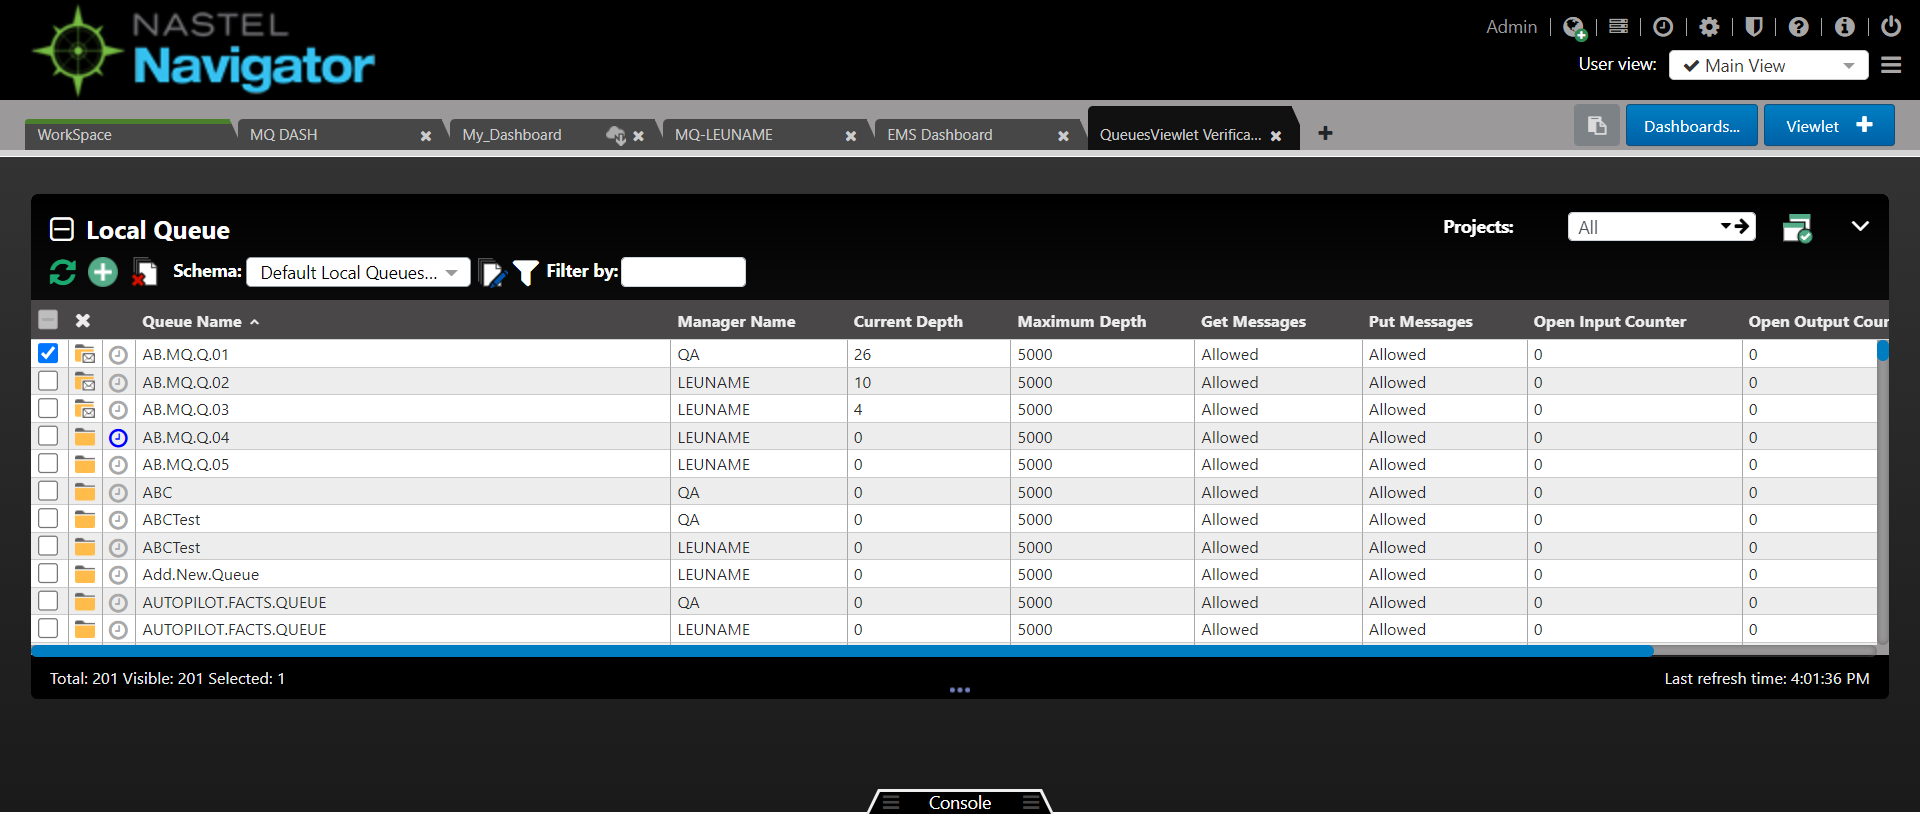 NASTEL
Navigator
Admin
User view: Main View
WorkSpace MQ DASH My_Dashboard MQ-LEUNAME EMS Dashboard QueuesViewlet Verifica... Dashboards... Viewlet
Local Queue Projects: All
Schema: Default Local Queues... Filter by:
Queue Name Manager Name Current Depth Maximum Depth Get Messages Put Messages Open Input Counter Open Output Coun
AB.MQ.Q.01 QA 26 5000 Allowed Allowed 0 0
AB.MQ.Q.02 LEUNAME 10 5000 Allowed Allowed 0 0
AB.MQ.Q.03 LEUNAME 4 5000 Allowed Allowed 0 0
AB.MQ.Q.04 LEUNAME 0 5000 Allowed Allowed 0 0
AB.MQ.Q.05 LEUNAME 0 5000 Allowed Allowed 0 0
ABC QA 0 5000 Allowed Allowed 0 0
ABCTest QA 0 5000 Allowed Allowed 0 0
ABCTest LEUNAME 0 5000 Allowed Allowed 0 0
Add.New.Queue LEUNAME 0 5000 Allowed Allowed 0 0
AUTOPILOT.FACTS.QUEUE QA 0 5000 Allowed Allowed 0 0
AUTOPILOT.FACTS.QUEUE LEUNAME 0 5000 Allowed Allowed 0 0
Total: 201 Visible: 201 Selected: 1 Last refresh time: 4:01:36 PM
Console